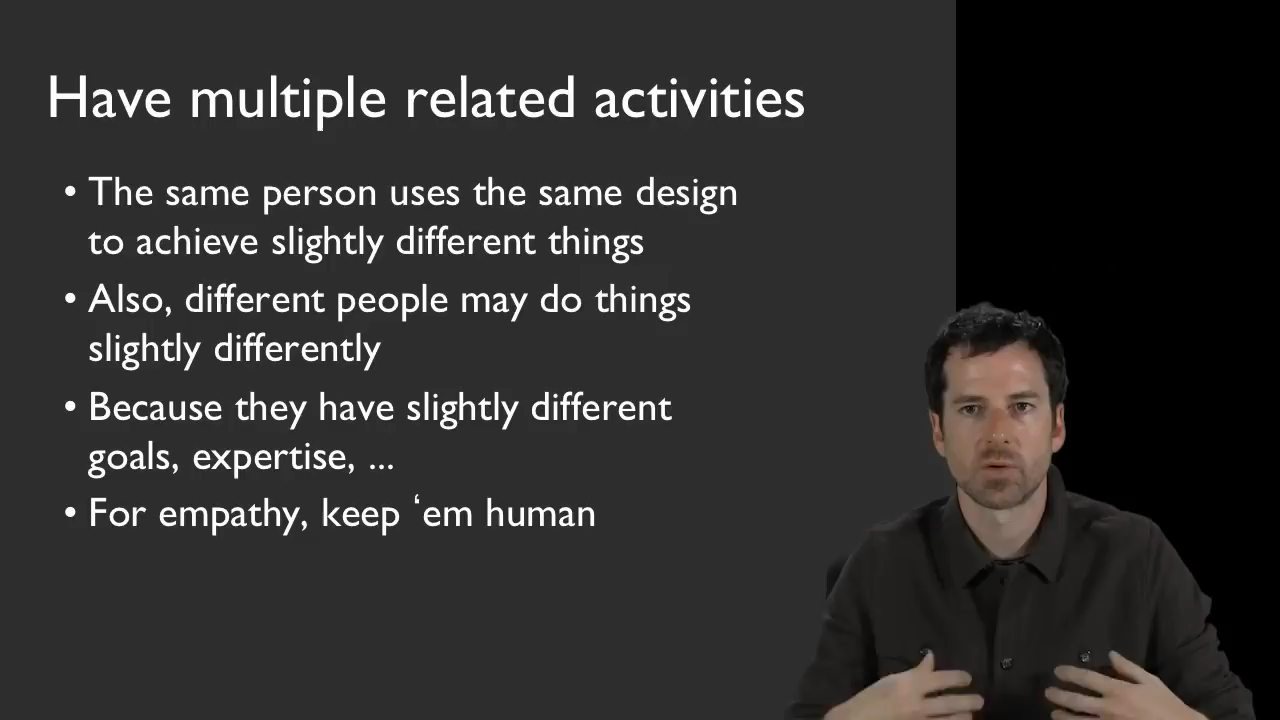 Have multiple related activities
• The same person uses the same design
to achieve slightly different things
• Also, different people may do things
slightly differently
• Because they have slightly different
goals, expertise, ...
• For empathy, keep ‘em human